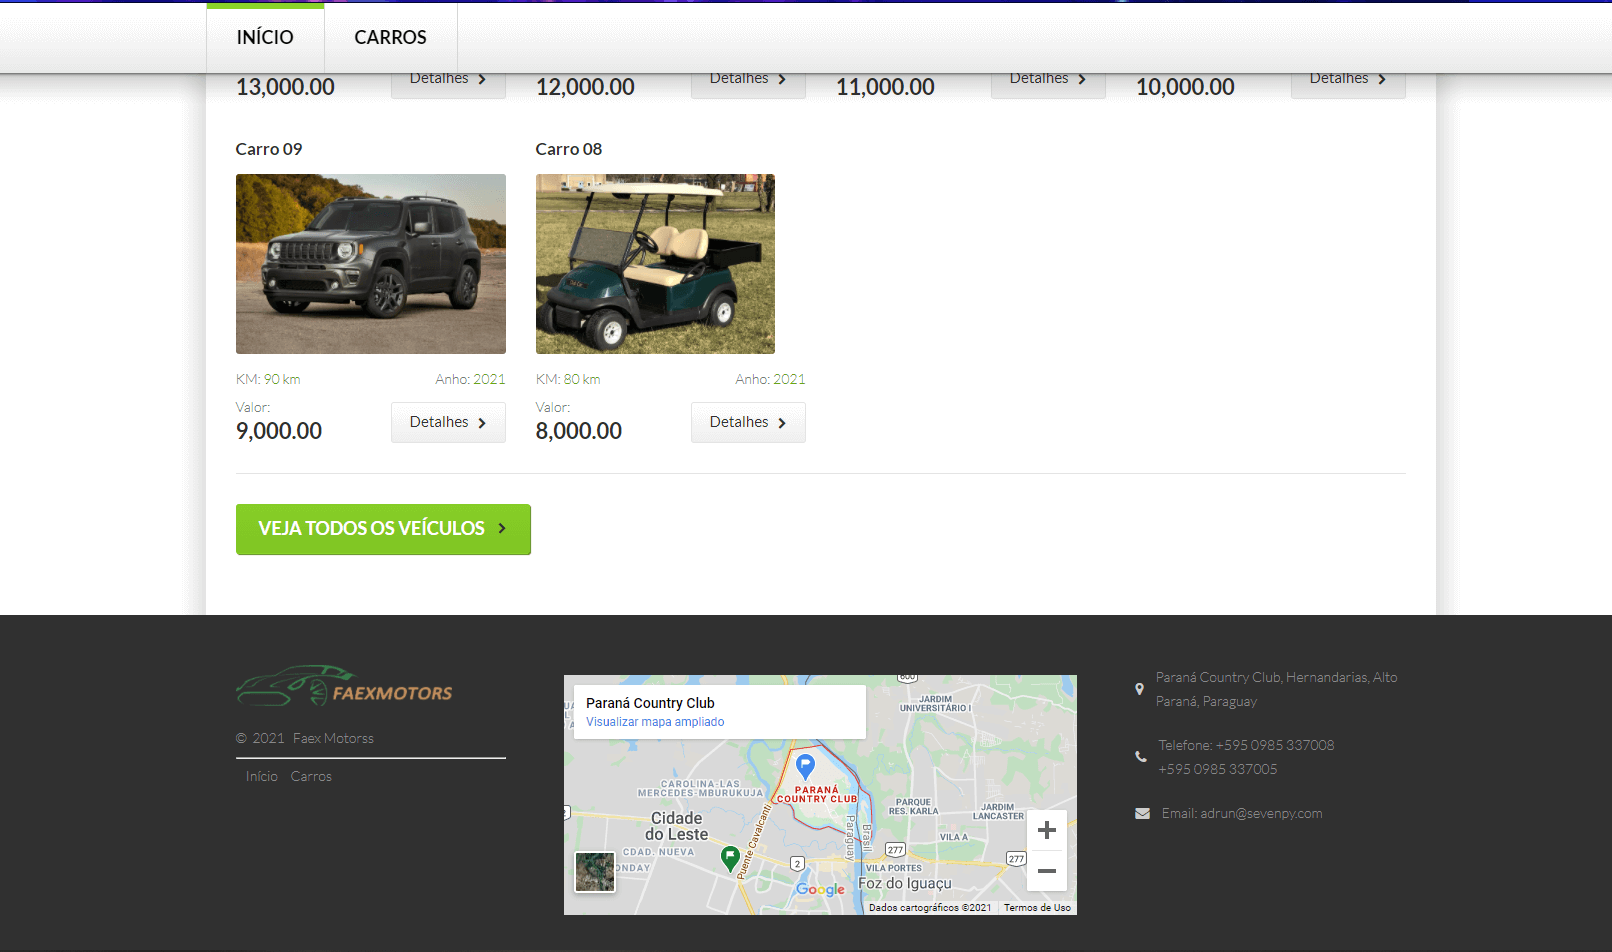 INÍCIO CARROS
13,000.00 Detalhes 12,000.00 Detalhes 11,000.00 Detalhes 10,000.00 Detalhes
Carro 09 Carro 08
KM: 90 km Anho: 2021 KM: 80 km Anho: 2021
Valor: Valor:
9,000.00 Detalhes 8,000.00 Detalhes
VEJA TODOS OS VEÍCULOS
FAEXMOTORS
© 2021 Faex Motorss
Início Carros
Paraná Country Club
Visualizar mapa ampliado
600
JARDIM
UNIVERSITÁRIO I
CAROLINA-LAS
MERCEDES-MBURUKUJA
PARANÁ
COUNTRY CLUB
PARQUE
RES. KARLA
JARDIM
LANCASTER
Cidade
do Leste
Puente Cavalcanti
Paraguay
Brasil
VILA A
CDAD. NUEVA
277
277
ONDAY
2
VILA PORTES
Foz do Iguaçu
Google
Dados cartográficos ©2021 Termos de Uso
Paraná Country Club, Hernandarias, Alto
Paraná, Paraguay
Telefone: +595 0985 337008
+595 0985 337005
Email: adrun@sevenpy.com